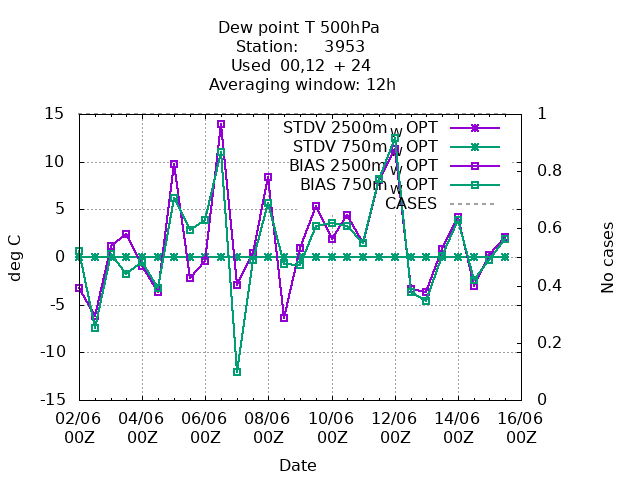 Dew point T 500hPa
Station: 3953
Used 00,12 + 24
Averaging window: 12h
STDV 2500m w OPT
STDV 750m w OPT
BIAS 2500m w OPT
BIAS 750m w OPT
CASES
15
10
5
0
-5
-10
-15
deg C
1
0.8
0.6
0.4
0.2
0
No cases
02/06 04/06 06/06 08/06 10/06 12/06 14/06 16/06
00Z 00Z 00Z 00Z 00Z 00Z 00Z 00Z
Date